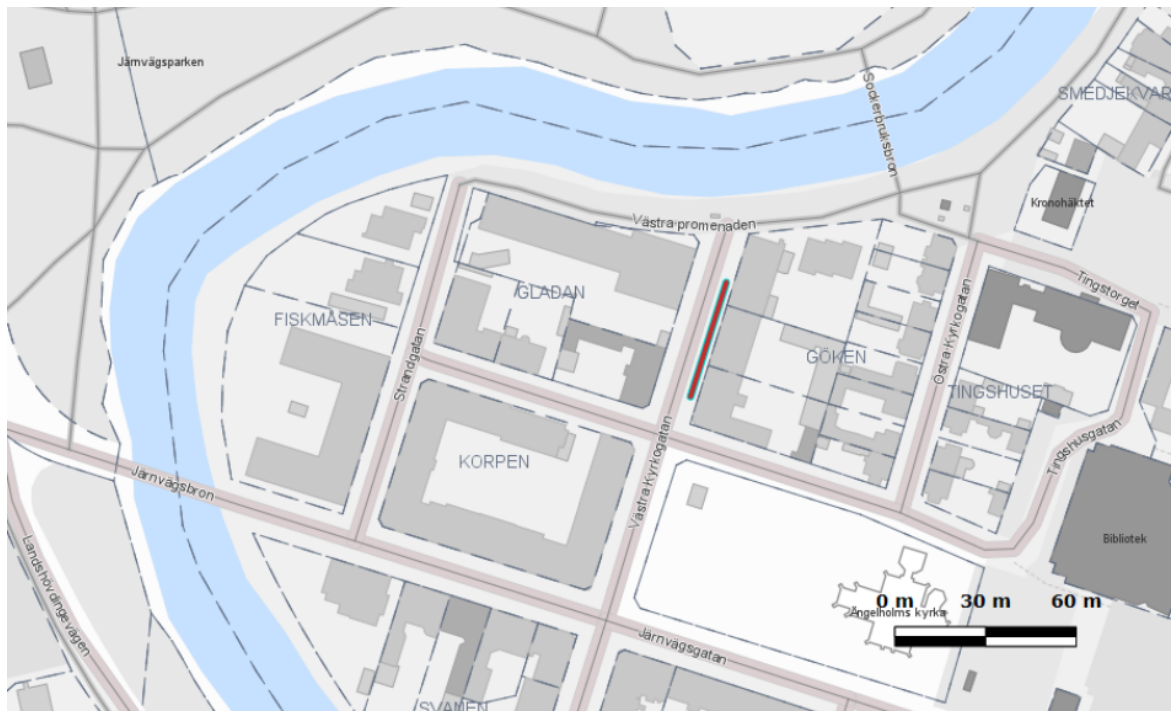 Järnvägsparken
SMEDJEKVAR
Sockerbruksbron
Kronohäktet
Västra promenaden
Tingstorget
GLADAN
FISKMÅSEN
Strandgatan
GÖKEN
Östra Kyrkogatan
TINGSHUSET
Tingshusgatan
KORPEN
Västra Kyrkogatan
Järnvägsbron
Landshövdingevägen
Bibliotek
0 m 30 m 60 m
Ängelholms kyrka
Järnvägsgatan
SVANEN